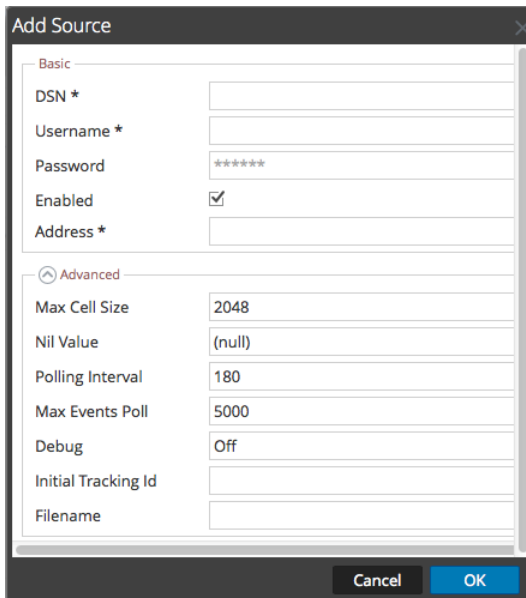 Add Source
Basic
DSN *
Username *
Password ******
Enabled
Address *
Advanced
Max Cell Size 2048
Nil Value (null)
Polling Interval 180
Max Events Poll 5000
Debug Off
Initial Tracking Id
Filename
Cancel OK